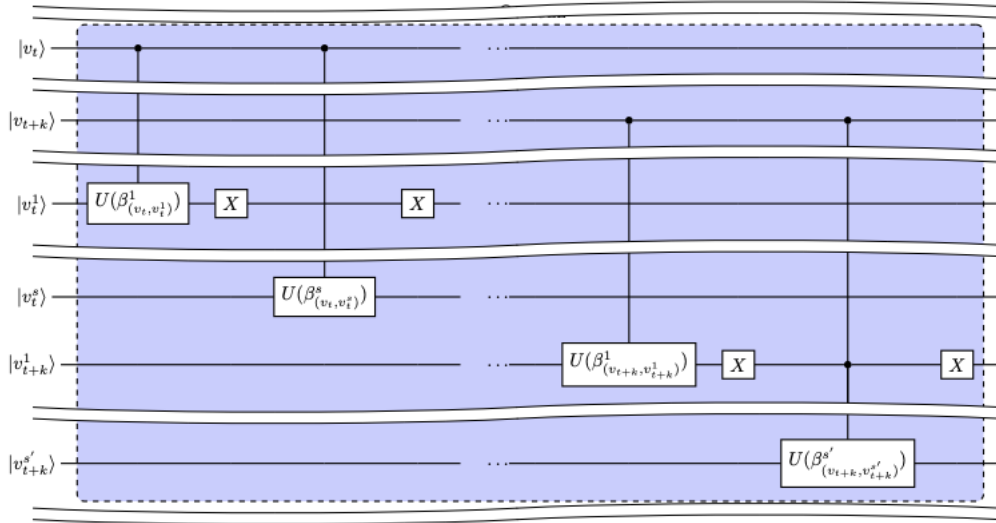 |v_t⟩ ...
|v_{t+k}⟩ ...
|v_t^1⟩ U(β^1_{(v_t,v_t^1)}) X X ...
|v_t^s⟩ U(β^s_{(v_t,v_t^s)}) ...
|v_{t+k}^1⟩ ... U(β^1_{(v_{t+k},v_{t+k}^1)}) X X
|v_{t+k}^{s'}⟩ ... U(β^{s'}_{(v_{t+k},v_{t+k}^{s'})})